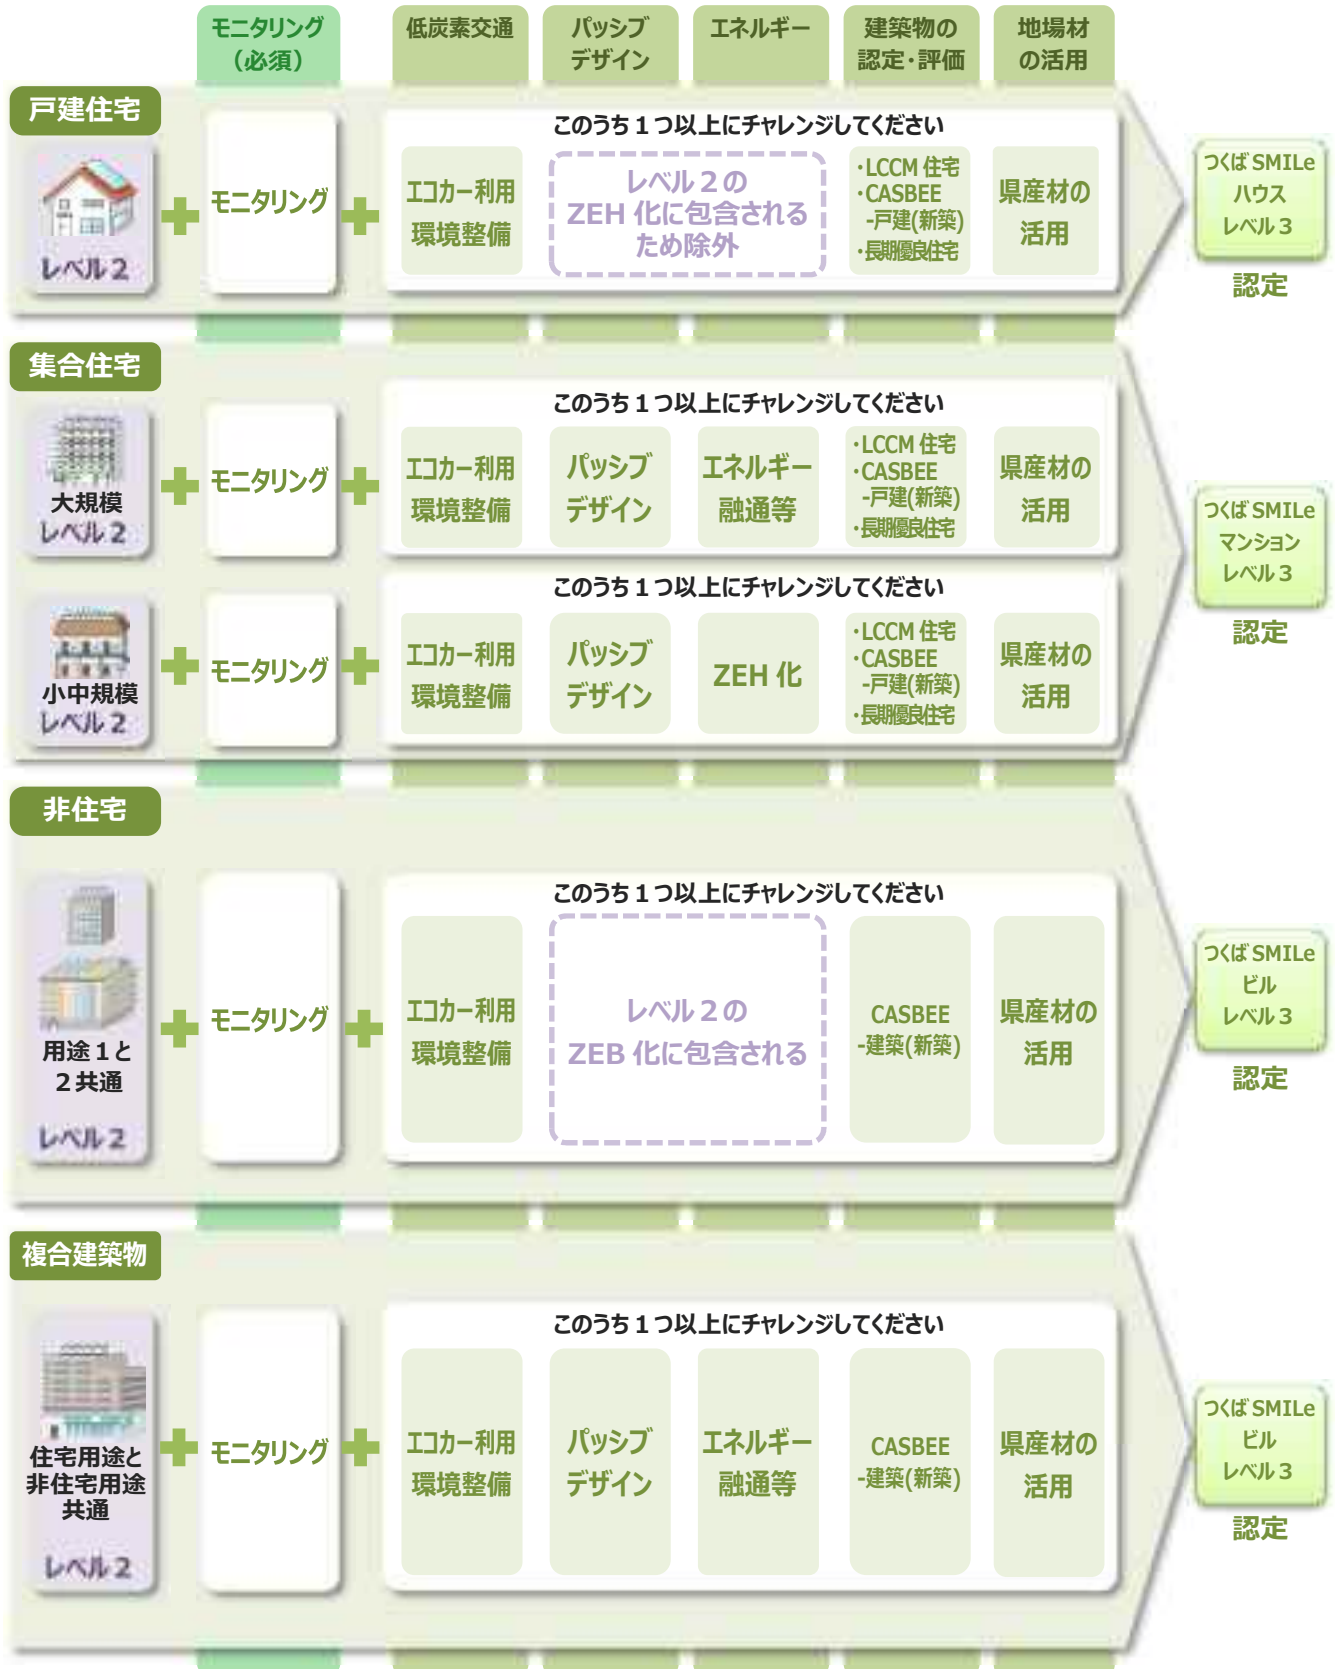 モニタリング
（必須）
低炭素交通
パッシブ
デザイン
エネルギー
建築物の
認定・評価
地場材
の活用
戸建住宅
レベル２
モニタリング
このうち１つ以上にチャレンジしてください
エコカー利用
環境整備
レベル２の
ZEH 化に包含される
ため除外
・LCCM 住宅
・CASBEE
-戸建(新築)
・長期優良住宅
県産材の
活用
つくば SMILe
ハウス
レベル３
認定
集合住宅
大規模
レベル２
モニタリング
このうち１つ以上にチャレンジしてください
エコカー利用
環境整備
パッシブ
デザイン
エネルギー
融通等
・LCCM 住宅
・CASBEE
-戸建(新築)
・長期優良住宅
県産材の
活用
小中規模
レベル２
モニタリング
このうち１つ以上にチャレンジしてください
エコカー利用
環境整備
パッシブ
デザイン
ZEH 化
・LCCM 住宅
・CASBEE
-戸建(新築)
・長期優良住宅
県産材の
活用
つくば SMILe
マンション
レベル３
認定
非住宅
用途１と
２共通
レベル２
モニタリング
このうち１つ以上にチャレンジしてください
エコカー利用
環境整備
レベル２の
ZEB 化に包含される
CASBEE
-建築(新築)
県産材の
活用
つくば SMILe
ビル
レベル３
認定
複合建築物
住宅用途と
非住宅用途
共通
レベル２
モニタリング
このうち１つ以上にチャレンジしてください
エコカー利用
環境整備
パッシブ
デザイン
エネルギー
融通等
CASBEE
-建築(新築)
県産材の
活用
つくば SMILe
ビル
レベル３
認定